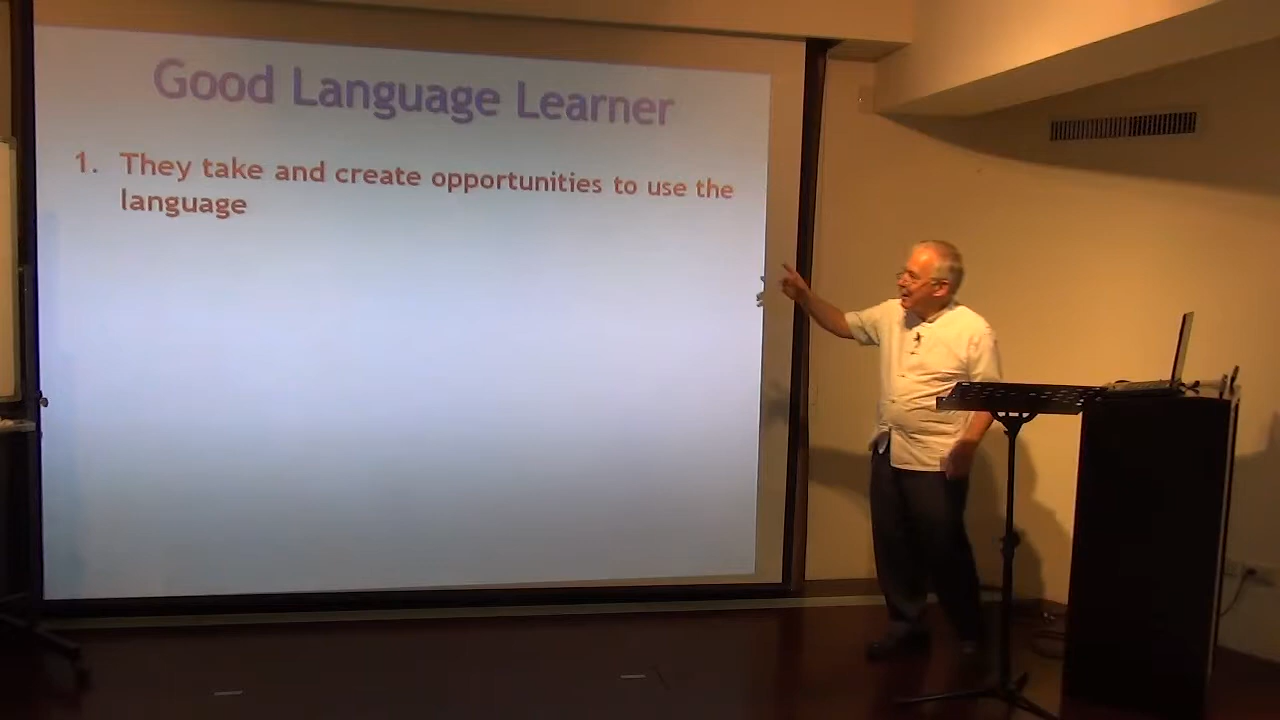 Good Language Learner
1. They take and create opportunities to use the
language